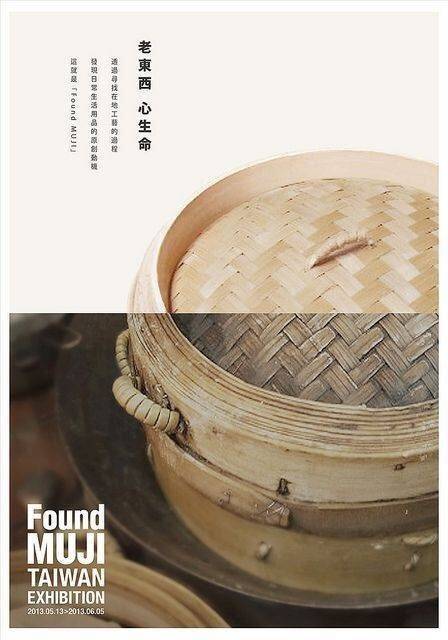 老東西 心生命
透過尋找在地工藝的過程
發現日常生活用品的原創動機
這就是「Found MUJI」
Found
MUJI
TAIWAN
EXHIBITION
2013.05.13>2013.06.05